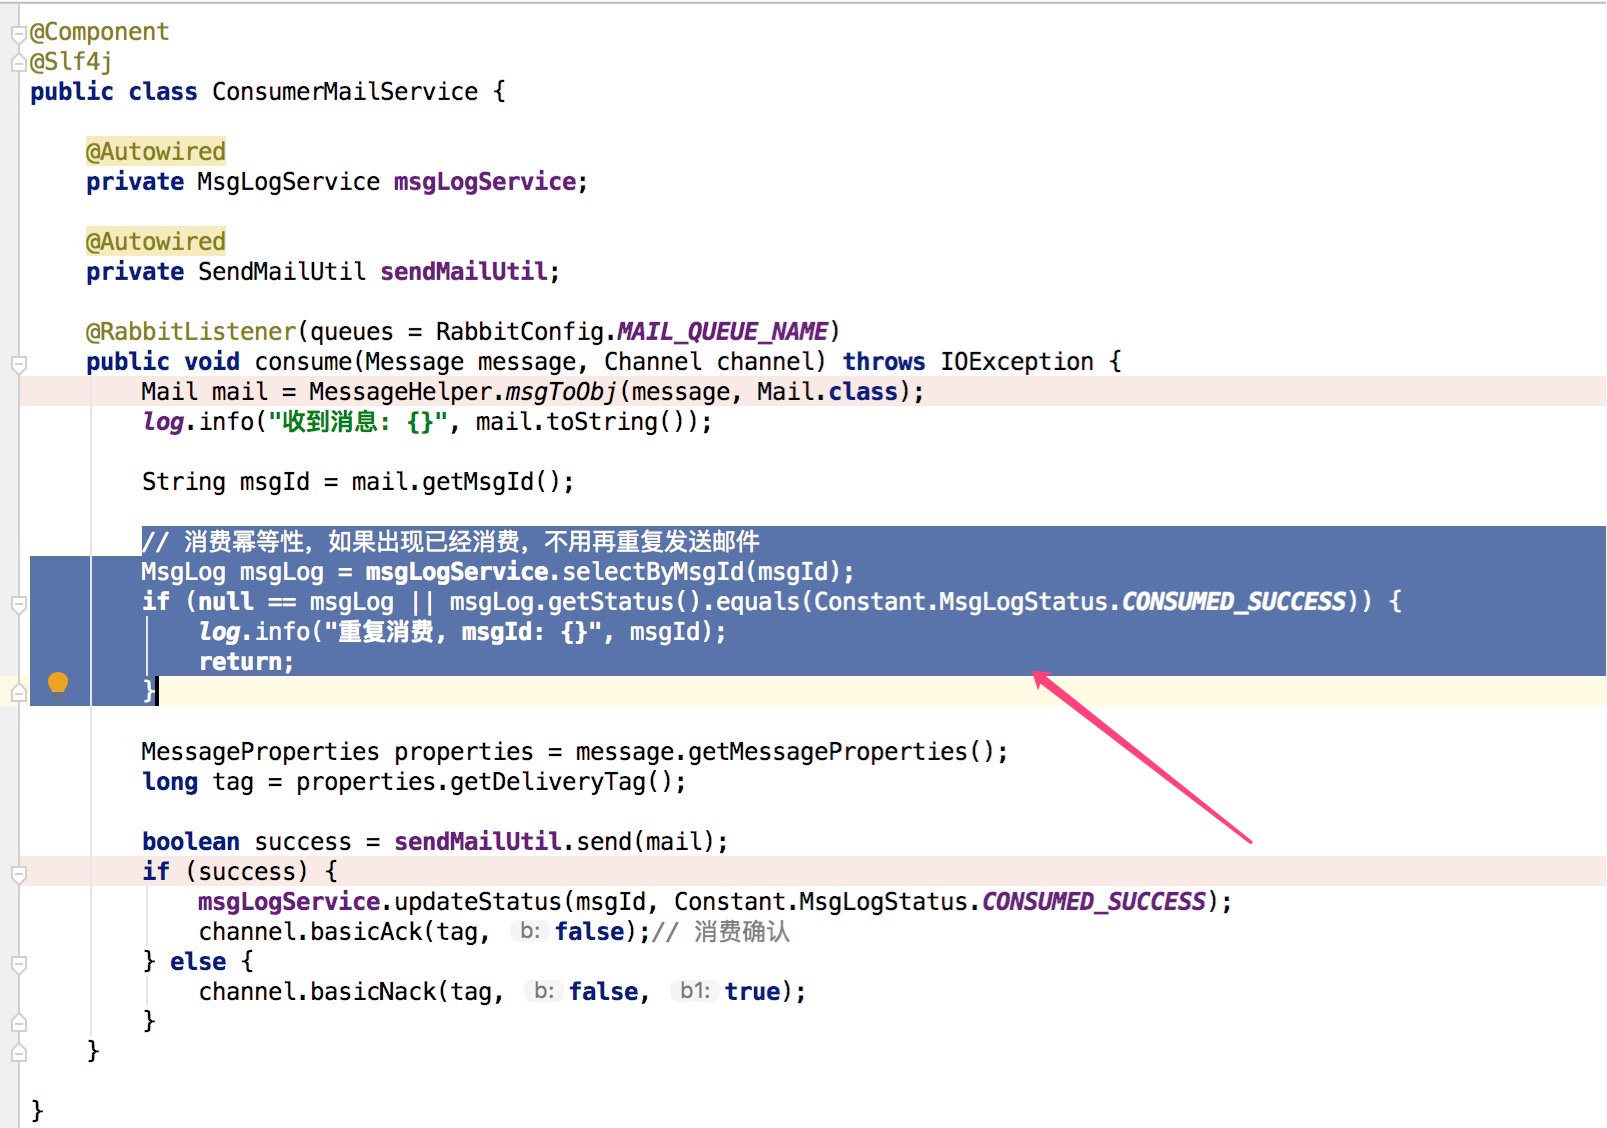 @Component
@Slf4j
public class ConsumerMailService {
@Autowired
private MsgLogService msgLogService;
@Autowired
private SendMailUtil sendMailUtil;
@RabbitListener(queues = RabbitConfig.MAIL_QUEUE_NAME)
public void consume(Message message, Channel channel) throws IOException {
Mail mail = MessageHelper.msgToObj(message, Mail.class);
log.info("收到消息: {}", mail.toString());
String msgId = mail.getMsgId();
// 消费幂等性, 如果出现已经消费, 不用再重复发送邮件
MsgLog msgLog = msgLogService.selectByMsgId(msgId);
if (null == msgLog || msgLog.getStatus().equals(Constant.MsgLogStatus.CONSUMED_SUCCESS)) {
log.info("重复消费, msgId: {}", msgId);
return;
}
MessageProperties properties = message.getMessageProperties();
long tag = properties.getDeliveryTag();
boolean success = sendMailUtil.send(mail);
if (success) {
msgLogService.updateStatus(msgId, Constant.MsgLogStatus.CONSUMED_SUCCESS);
channel.basicAck(tag, b: false);// 消费确认
} else {
channel.basicNack(tag, b: false, b1: true);
}
}
}